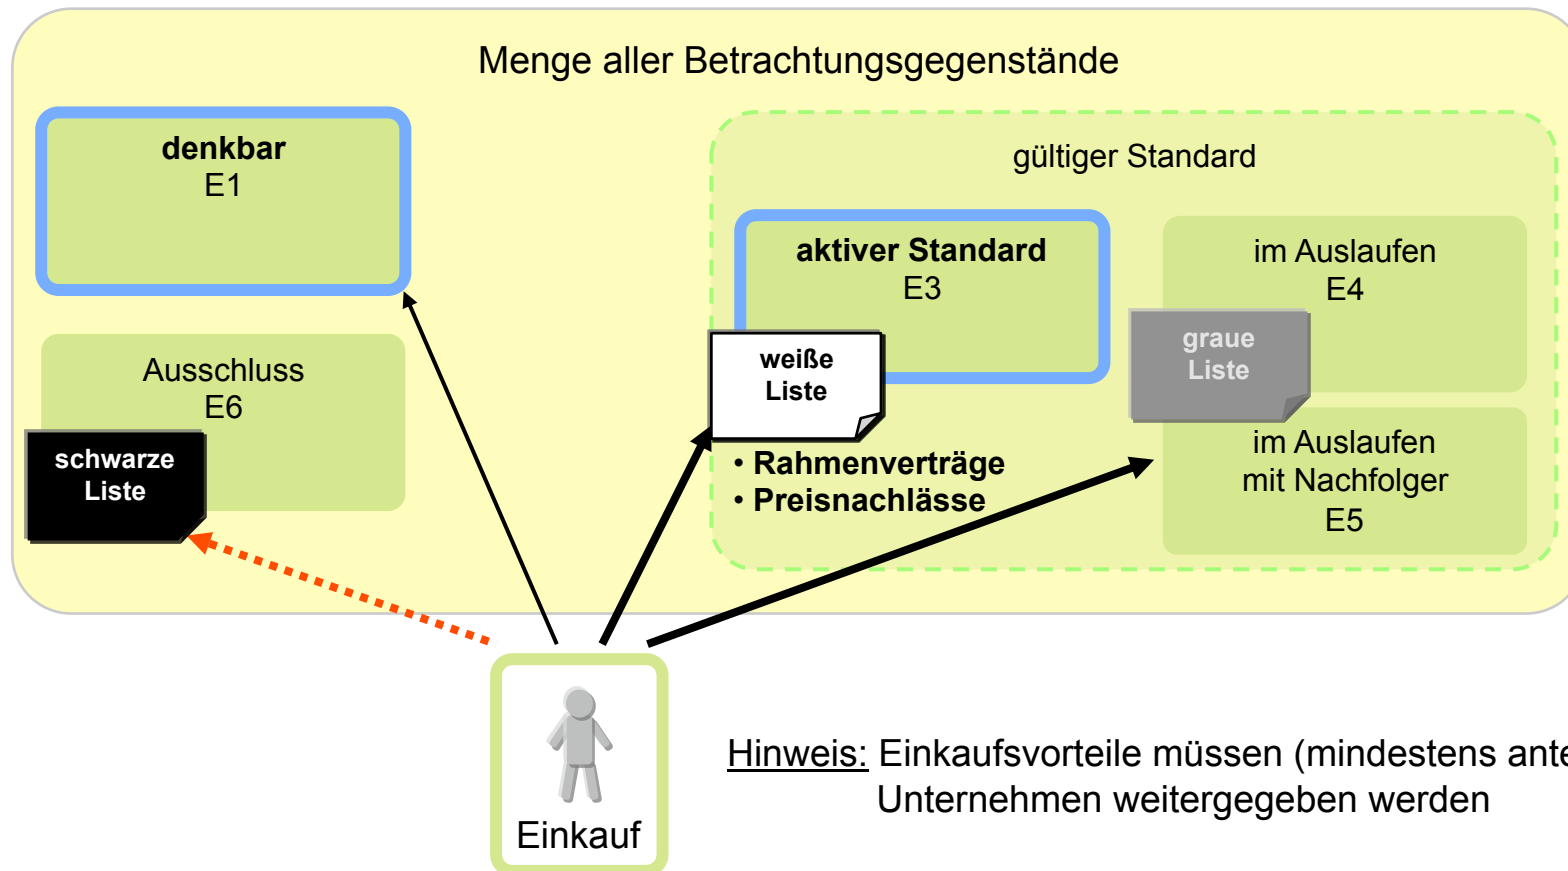 Menge aller Betrachtungsgegenstände
denkbar
E1
gültiger Standard
aktiver Standard
E3
im Auslaufen
E4
weiße
Liste
graue
Liste
Ausschluss
E6
schwarze
Liste
• Rahmenverträge
• Preisnachlässe
im Auslaufen
mit Nachfolger
E5
Einkauf
Hinweis: Einkaufsvorteile müssen (mindestens
Unternehmen weitergegeben werden